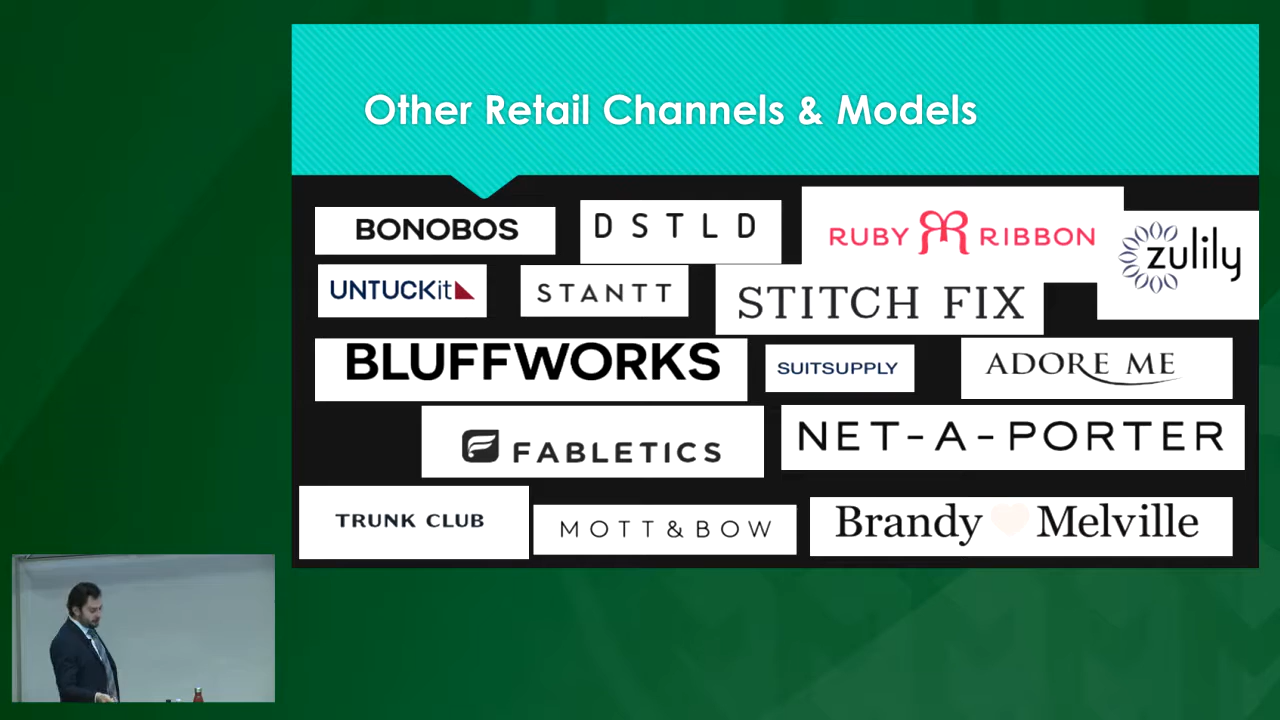 Other Retail Channels & Models
BONOBOS
DSTLD
RUBY RIBBON
zulily
UNTUCKit
STANTT
STITCH FIX
BLUFFWORKS
SUITSUPPLY
ADORE ME
FABLETICS
NET-A-PORTER
TRUNK CLUB
MOTT & BOW
Brandy Melville